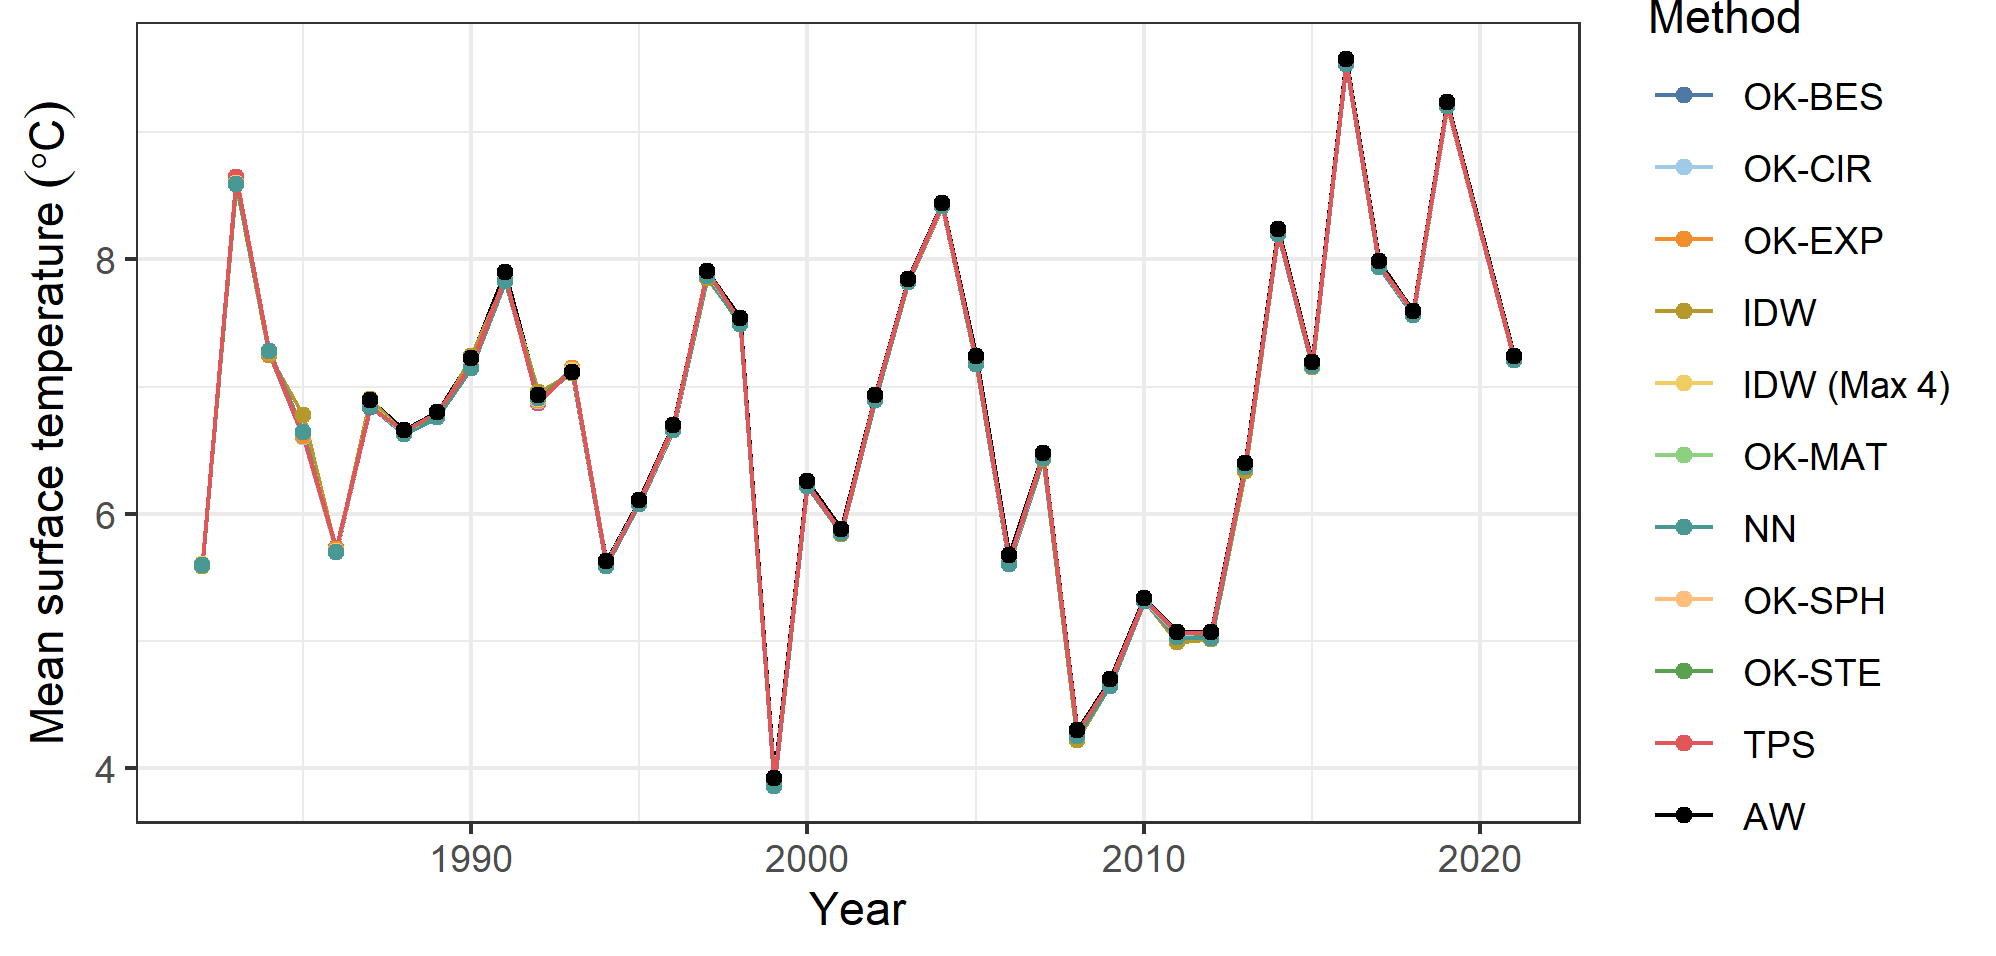 Method
OK-BES
OK-CIR
OK-EXP
IDW
IDW (Max 4)
OK-MAT
NN
OK-SPH
OK-STE
TPS
AW
Mean surface temperature (°C)
8
6
4
1990
2000
2010
2020
Year